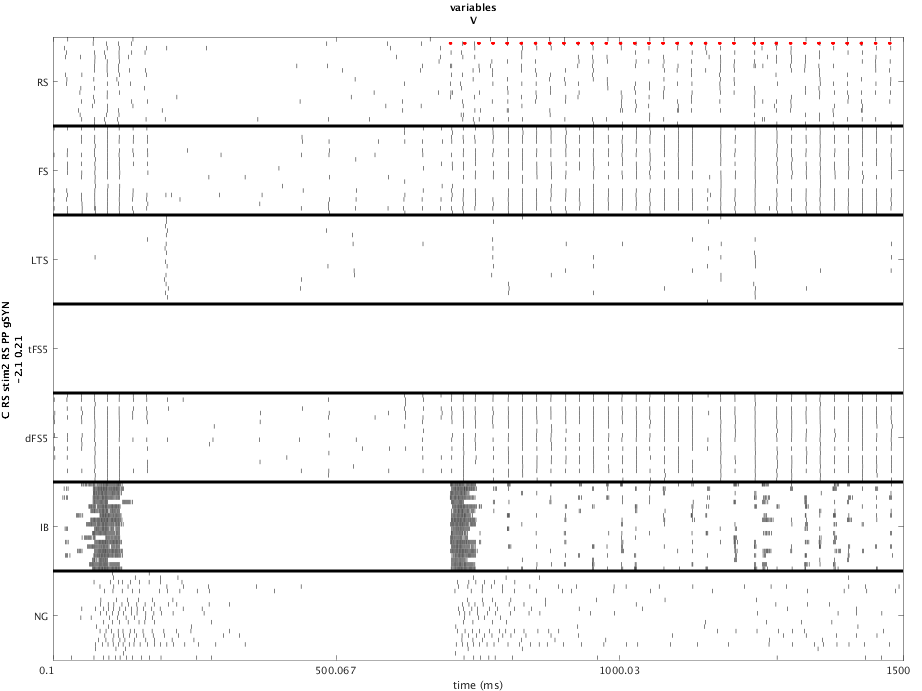 variables
V
RS
FS
LTS
tFS5
dFS5
IB
NG
C RS stim2 RS PP gSYN
-2.1 0.21
0.1
500.067
1000.03
1500
time (ms)